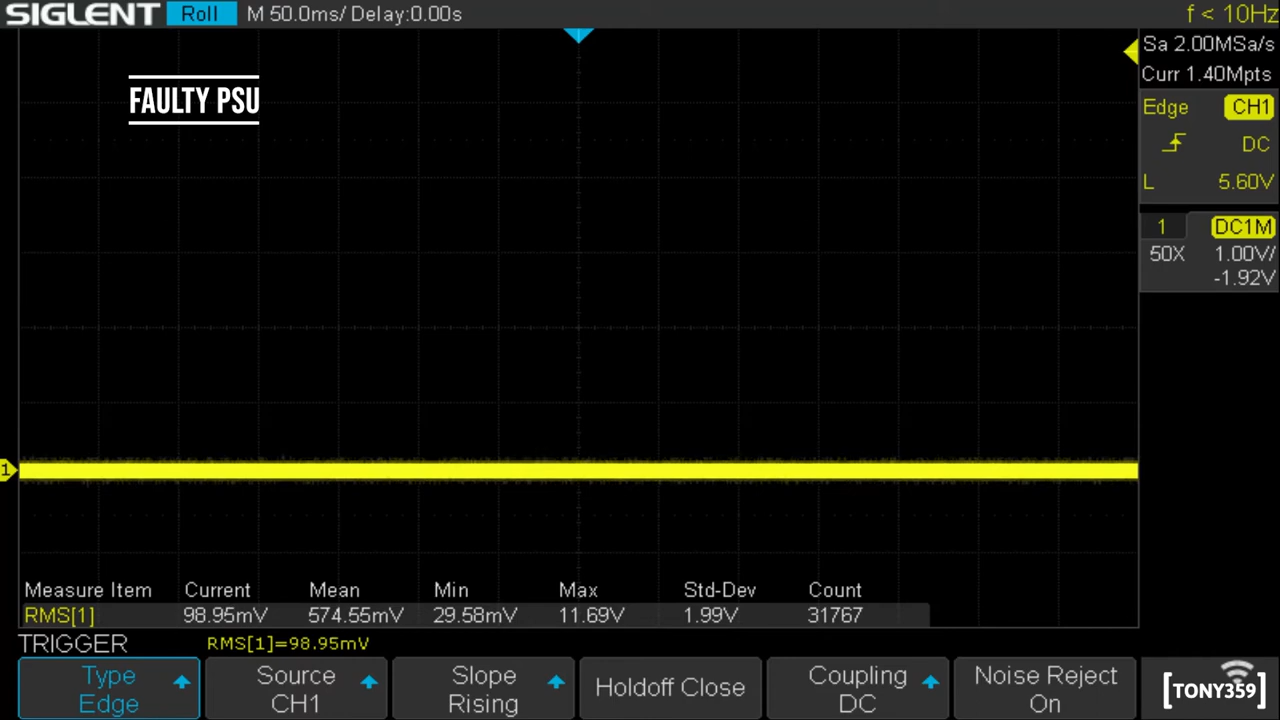 SIGLENT Roll M 50.0ms/ Delay:0.00s f < 10Hz
Sa 2.00MSa/s
Curr 1.40Mpts
FAULTY PSU
Edge CH1
DC
L 5.60V
1 DC1M
50X 1.00V/
-1.92V
1
Measure Item Current Mean Min Max Std-Dev Count
RMS[1] 98.95mV 574.55mV 29.58mV 11.69V 1.99V 31767
TRIGGER RMS[1]=98.95mV
Type Source Slope Holdoff Close Coupling Noise Reject
Edge CH1 Rising DC On
[TONY359]